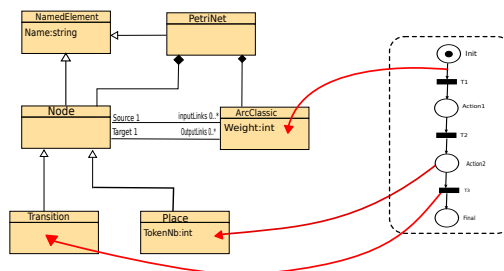 NamedElement
Name:string
PetriNet
Node
Source 1
inputLinks 0..*
Target 1
OutputLinks 0..*
ArcClassic
Weight:int
Transition
Place
TokenNb:int
Init
T1
Action1
T2
Action2
T3
Final